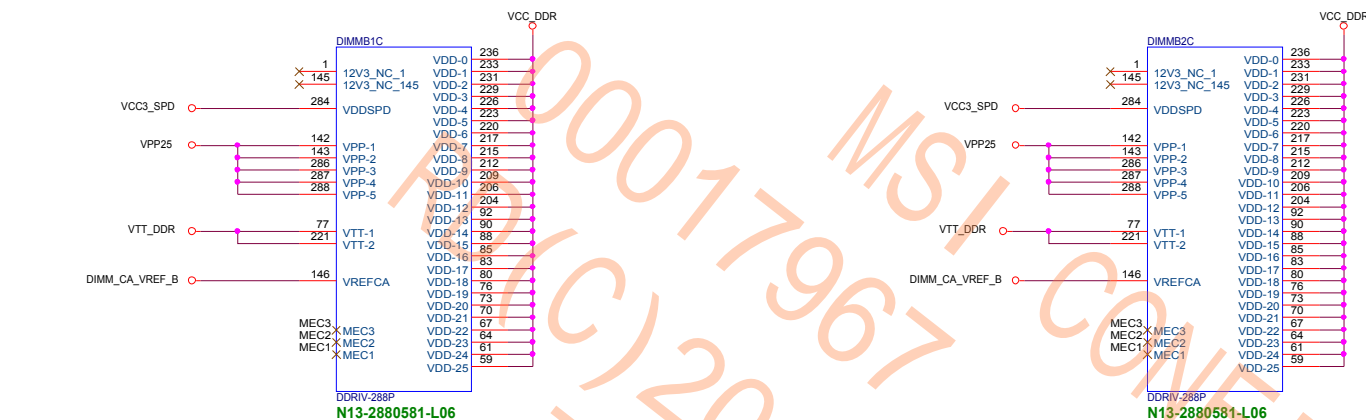 VCC_DDR
DIMMB1C
1 12V3_NC_1
145 12V3_NC_145
VCC3_SPD 284 VDDSPD
VPP25 142 VPP-1
143 VPP-2
286 VPP-3
287 VPP-4
288 VPP-5
VTT_DDR 77 VTT-1
221 VTT-2
DIMM_CA_VREF_B 146 VREFCA
MEC3 MEC3
MEC2 MEC2
MEC1 MEC1
VDD-0 236
VDD-1 233
VDD-2 231
VDD-3 229
VDD-4 226
VDD-5 223
VDD-6 220
VDD-7 217
VDD-8 215
VDD-9 212
VDD-10 209
VDD-11 206
VDD-12 204
VDD-13 92
VDD-14 90
VDD-15 88
VDD-16 85
VDD-17 83
VDD-18 80
VDD-19 76
VDD-20 73
VDD-21 70
VDD-22 67
VDD-23 64
VDD-24 61
VDD-25 59
DDRIV-288P
N13-2880581-L06
VCC_DDR
DIMMB2C
1 12V3_NC_1
145 12V3_NC_145
VCC3_SPD 284 VDDSPD
VPP25 142 VPP-1
143 VPP-2
286 VPP-3
287 VPP-4
288 VPP-5
VTT_DDR 77 VTT-1
221 VTT-2
DIMM_CA_VREF_B 146 VREFCA
MEC3 MEC3
MEC2 MEC2
MEC1 MEC1
VDD-0 236
VDD-1 233
VDD-2 231
VDD-3 229
VDD-4 226
VDD-5 223
VDD-6 220
VDD-7 217
VDD-8 215
VDD-9 212
VDD-10 209
VDD-11 206
VDD-12 204
VDD-13 92
VDD-14 90
VDD-15 88
VDD-16 85
VDD-17 83
VDD-18 80
VDD-19 76
VDD-20 73
VDD-21 70
VDD-22 67
VDD-23 64
VDD-24 61
VDD-25 59
DDRIV-288P
N13-2880581-L06
00017967
MSI CONF
RD(C)20